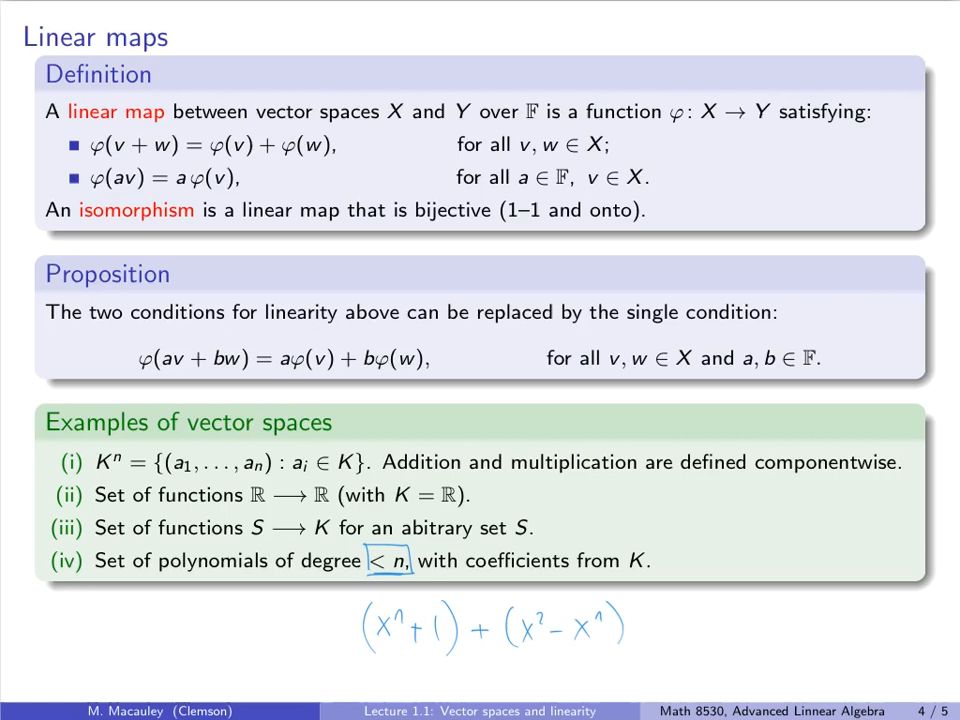 Linear maps
Definition
A linear map between vector spaces X and Y over 𝔽 is a function φ: X → Y satisfying:
■ φ(v + w) = φ(v) + φ(w), for all v, w ∈ X;
■ φ(av) = a φ(v), for all a ∈ 𝔽, v ∈ X.
An isomorphism is a linear map that is bijective (1–1 and onto).
Proposition
The two conditions for linearity above can be replaced by the single condition:
φ(av + bw) = aφ(v) + bφ(w), for all v, w ∈ X and a, b ∈ 𝔽.
Examples of vector spaces
(i) Kⁿ = {(a₁, . . . , aₙ) : aᵢ ∈ K}. Addition and multiplication are defined componentwise.
(ii) Set of functions ℝ ⟶ ℝ (with K = ℝ).
(iii) Set of functions S ⟶ K for an abitrary set S.
(iv) Set of polynomials of degree < n, with coefficients from K.
(xⁿ + 1) + (x² − xⁿ)
M. Macauley (Clemson) Lecture 1.1: Vector spaces and linearity Math 8530, Advanced Linnear Algebra 4 / 5